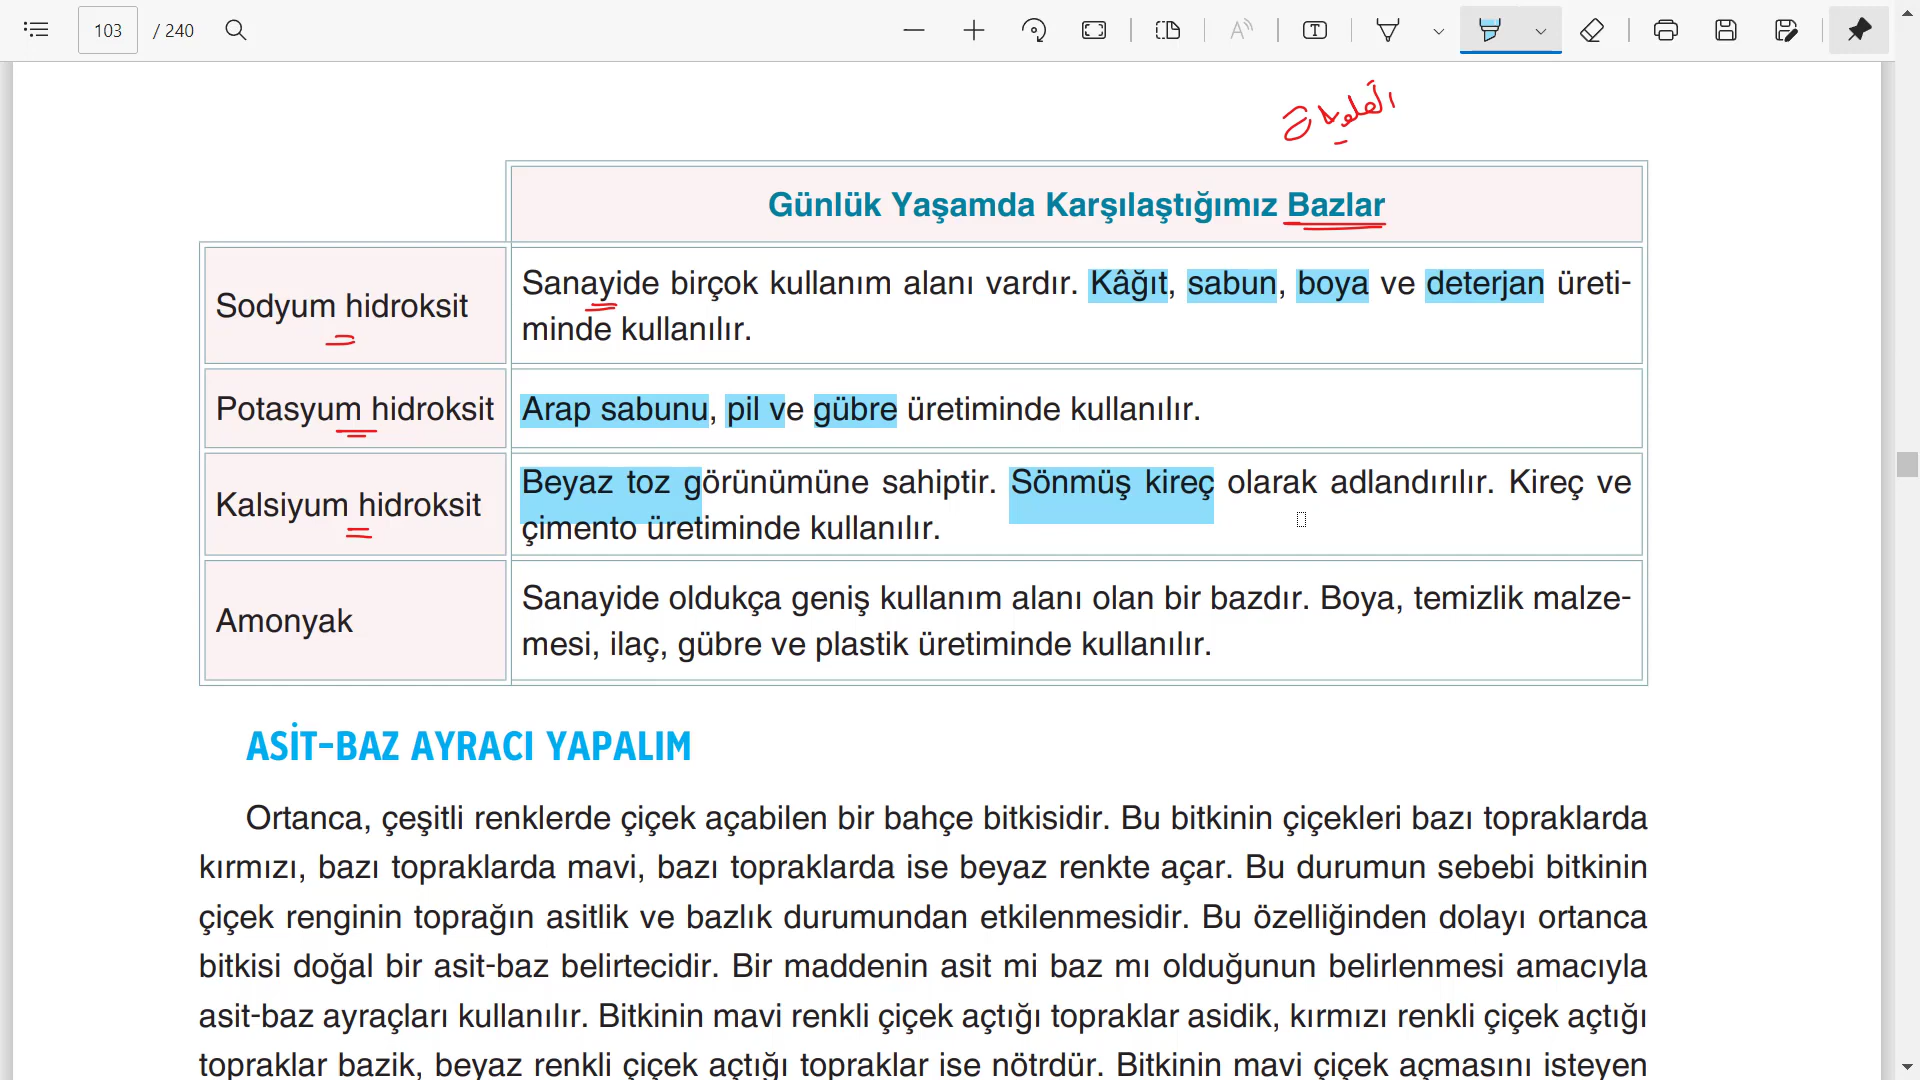 103 / 240
القلويات
Günlük Yaşamda Karşılaştığımız Bazlar
Sodyum hidroksit
Sanayide birçok kullanım alanı vardır. Kâğıt, sabun, boya ve deterjan üreti-
minde kullanılır.
Potasyum hidroksit
Arap sabunu, pil ve gübre üretiminde kullanılır.
Kalsiyum hidroksit
Beyaz toz görünümüne sahiptir. Sönmüş kireç olarak adlandırılır. Kireç ve
çimento üretiminde kullanılır.
Amonyak
Sanayide oldukça geniş kullanım alanı olan bir bazdır. Boya, temizlik malze-
mesi, ilaç, gübre ve plastik üretiminde kullanılır.
ASİT-BAZ AYRACI YAPALIM
Ortanca, çeşitli renklerde çiçek açabilen bir bahçe bitkisidir. Bu bitkinin çiçekleri bazı topraklarda
kırmızı, bazı topraklarda mavi, bazı topraklarda ise beyaz renkte açar. Bu durumun sebebi bitkinin
çiçek renginin toprağın asitlik ve bazlık durumundan etkilenmesidir. Bu özelliğinden dolayı ortanca
bitkisi doğal bir asit-baz belirtecidir. Bir maddenin asit mi baz mı olduğunun belirlenmesi amacıyla
asit-baz ayraçları kullanılır. Bitkinin mavi renkli çiçek açtığı topraklar asidik, kırmızı renkli çiçek açtığı
topraklar bazik, beyaz renkli çiçek açtığı topraklar ise nötrdür. Bitkinin mavi çiçek açmasını isteyen